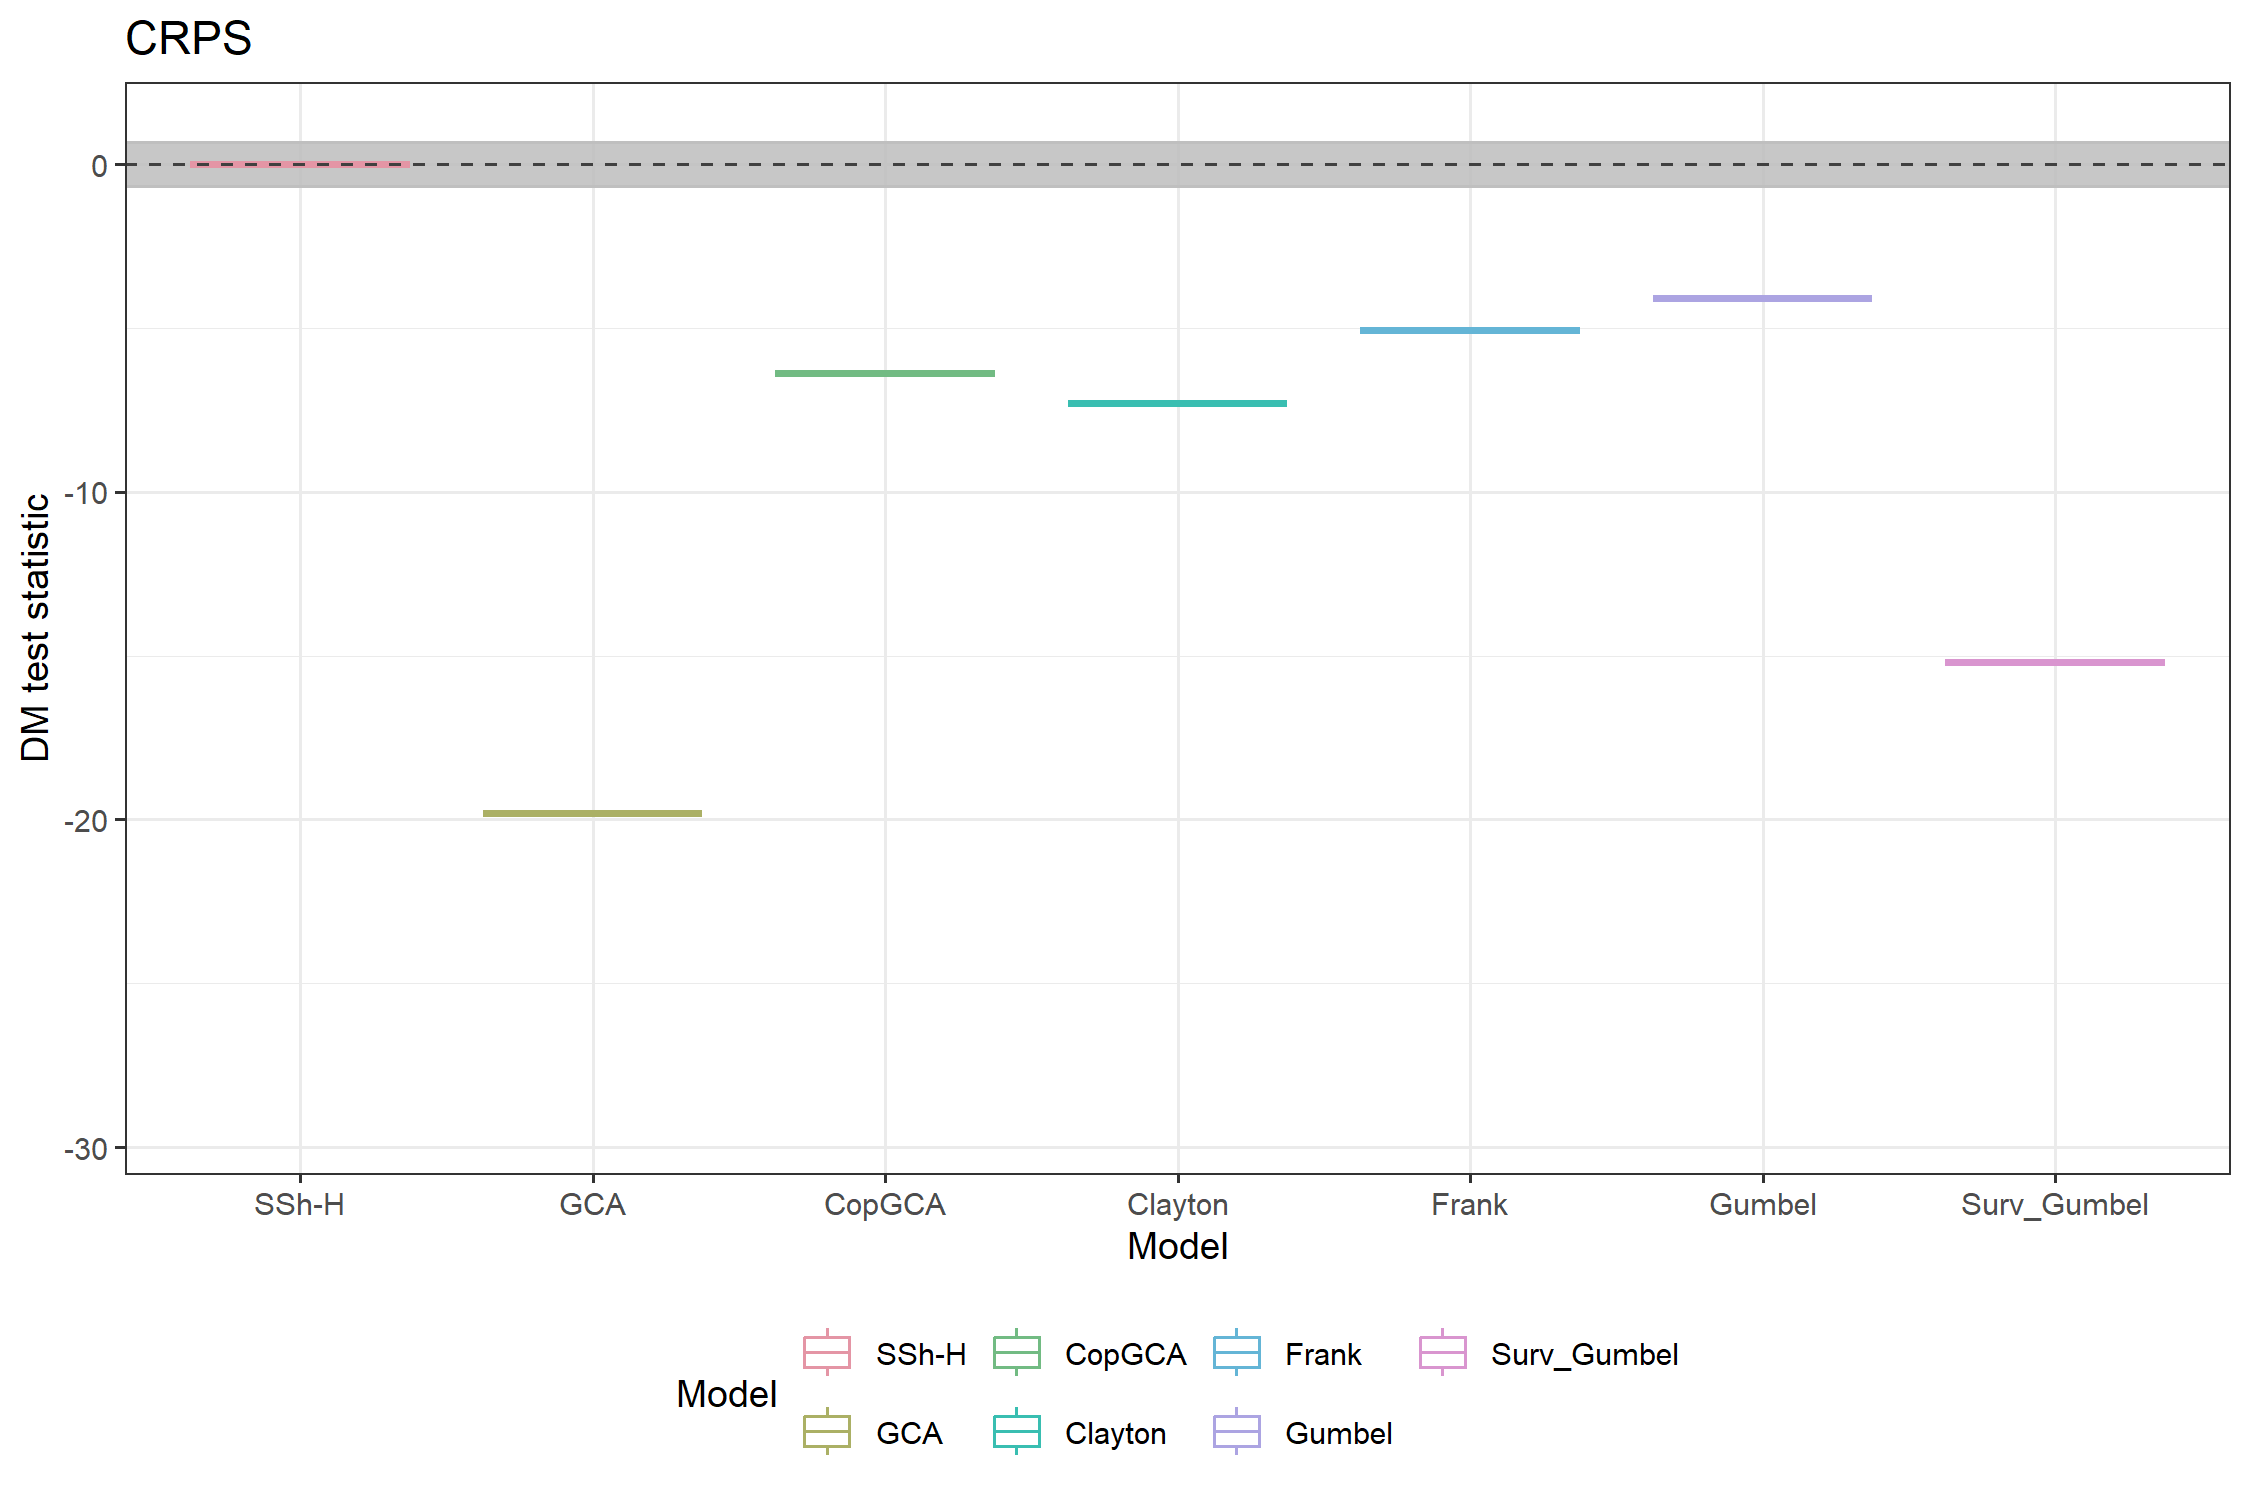 CRPS
DM test statistic
0
-10
-20
-30
SSh-H GCA CopGCA Clayton Frank Gumbel Surv_Gumbel
Model
Model
SSh-H CopGCA Frank Surv_Gumbel
GCA Clayton Gumbel